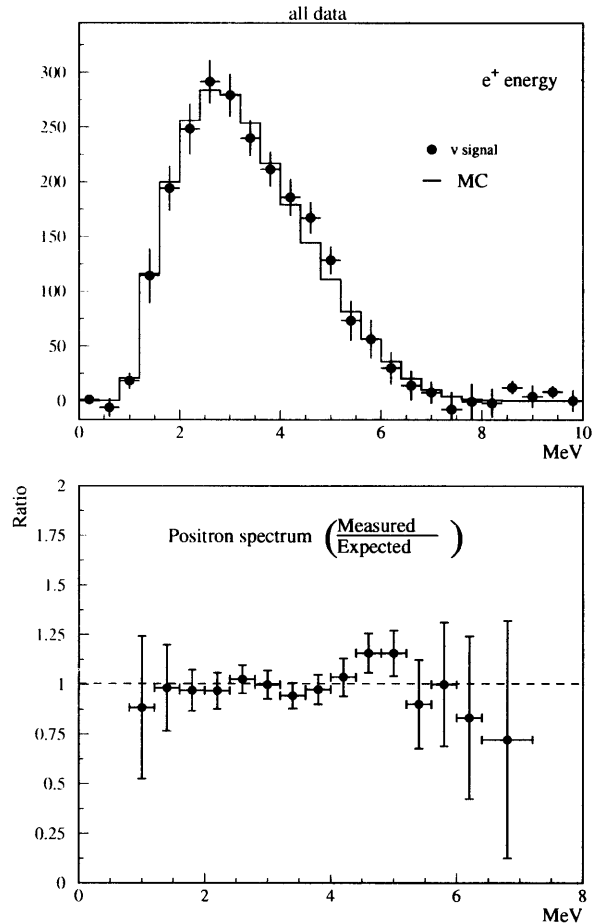 all data
300
250
200
150
100
50
0
e+ energy
ν signal
MC
0 2 4 6 8 10
MeV
Ratio
2
1.75
1.5
1.25
1
0.75
0.5
0.25
0
Positron spectrum (Measured
Expected)
0 2 4 6 8
MeV